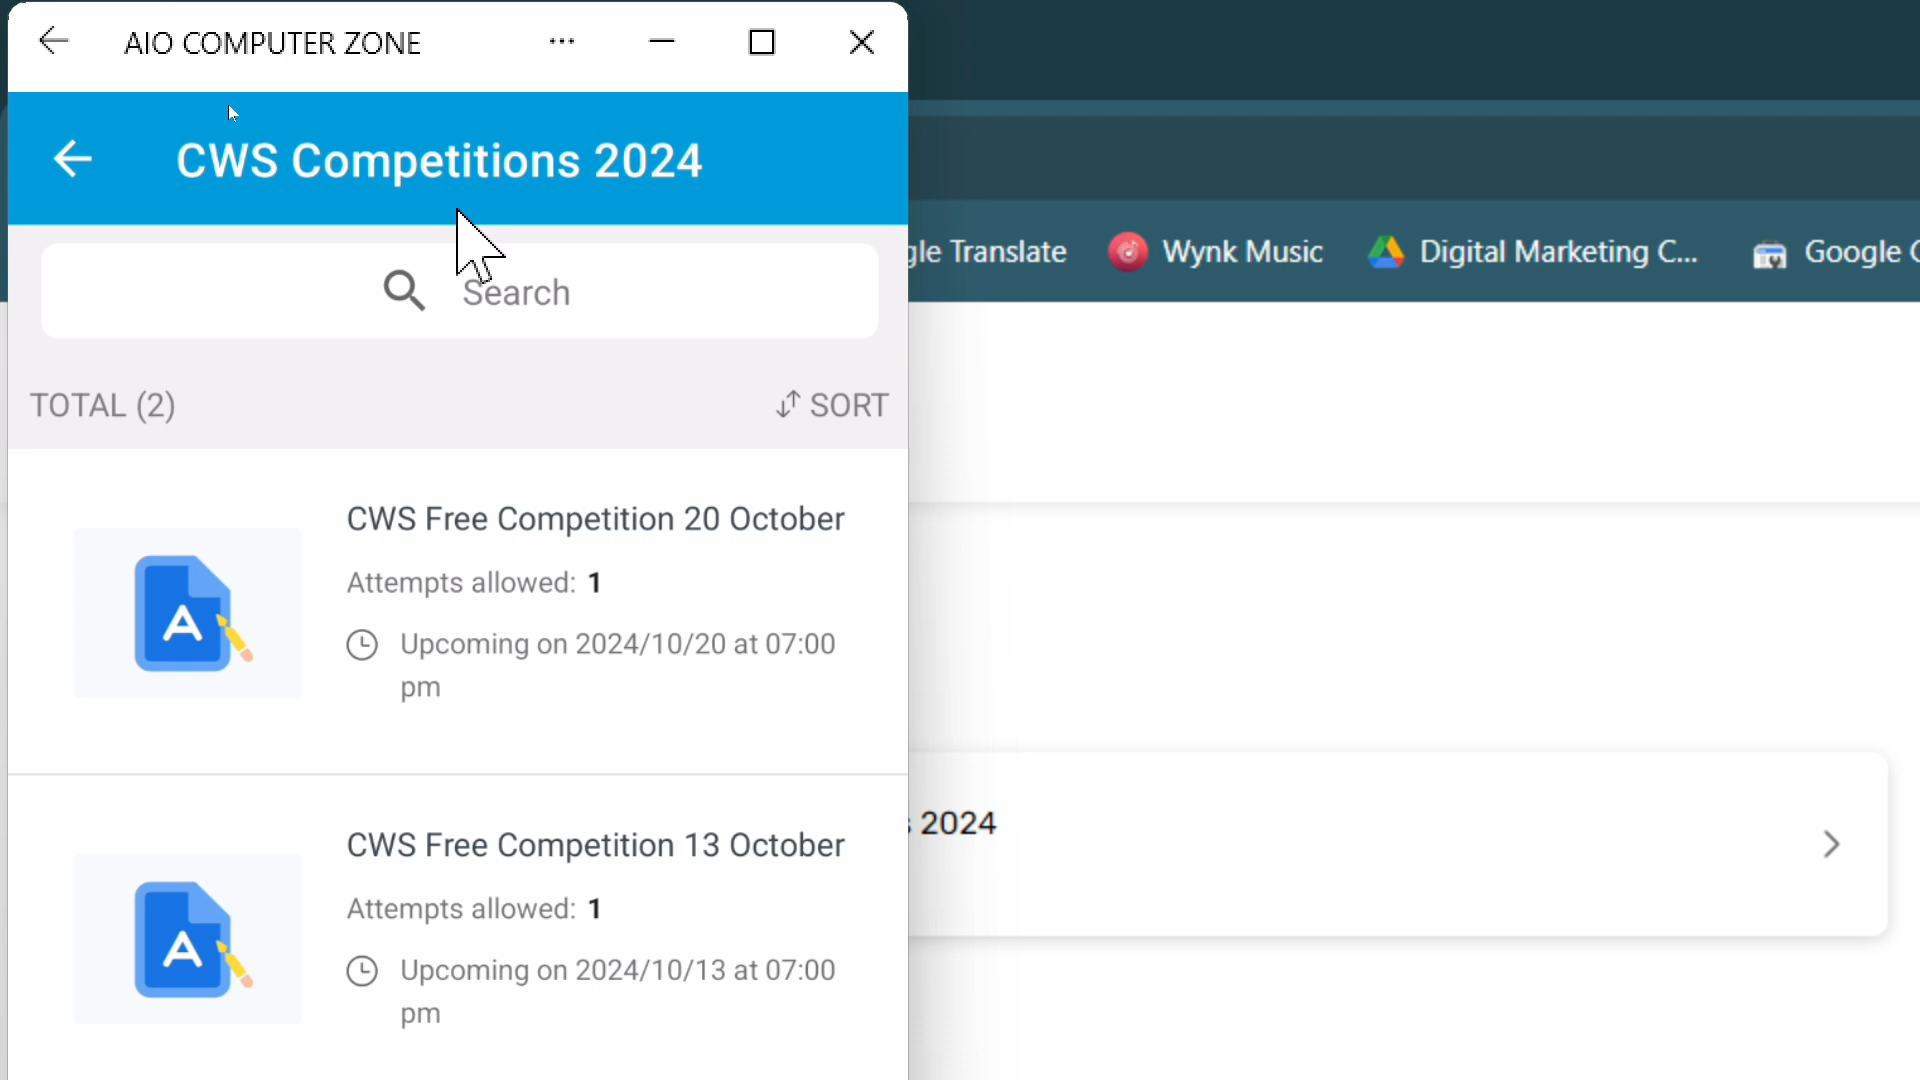 AIO COMPUTER ZONE
CWS Competitions 2024
Translate Wynk Music Digital Marketing C... Google
Search
TOTAL (2) SORT
CWS Free Competition 20 October
Attempts allowed: 1
A
Upcoming on 2024/10/20 at 07:00
pm
2024
CWS Free Competition 13 October
Attempts allowed: 1
A
Upcoming on 2024/10/13 at 07:00
pm